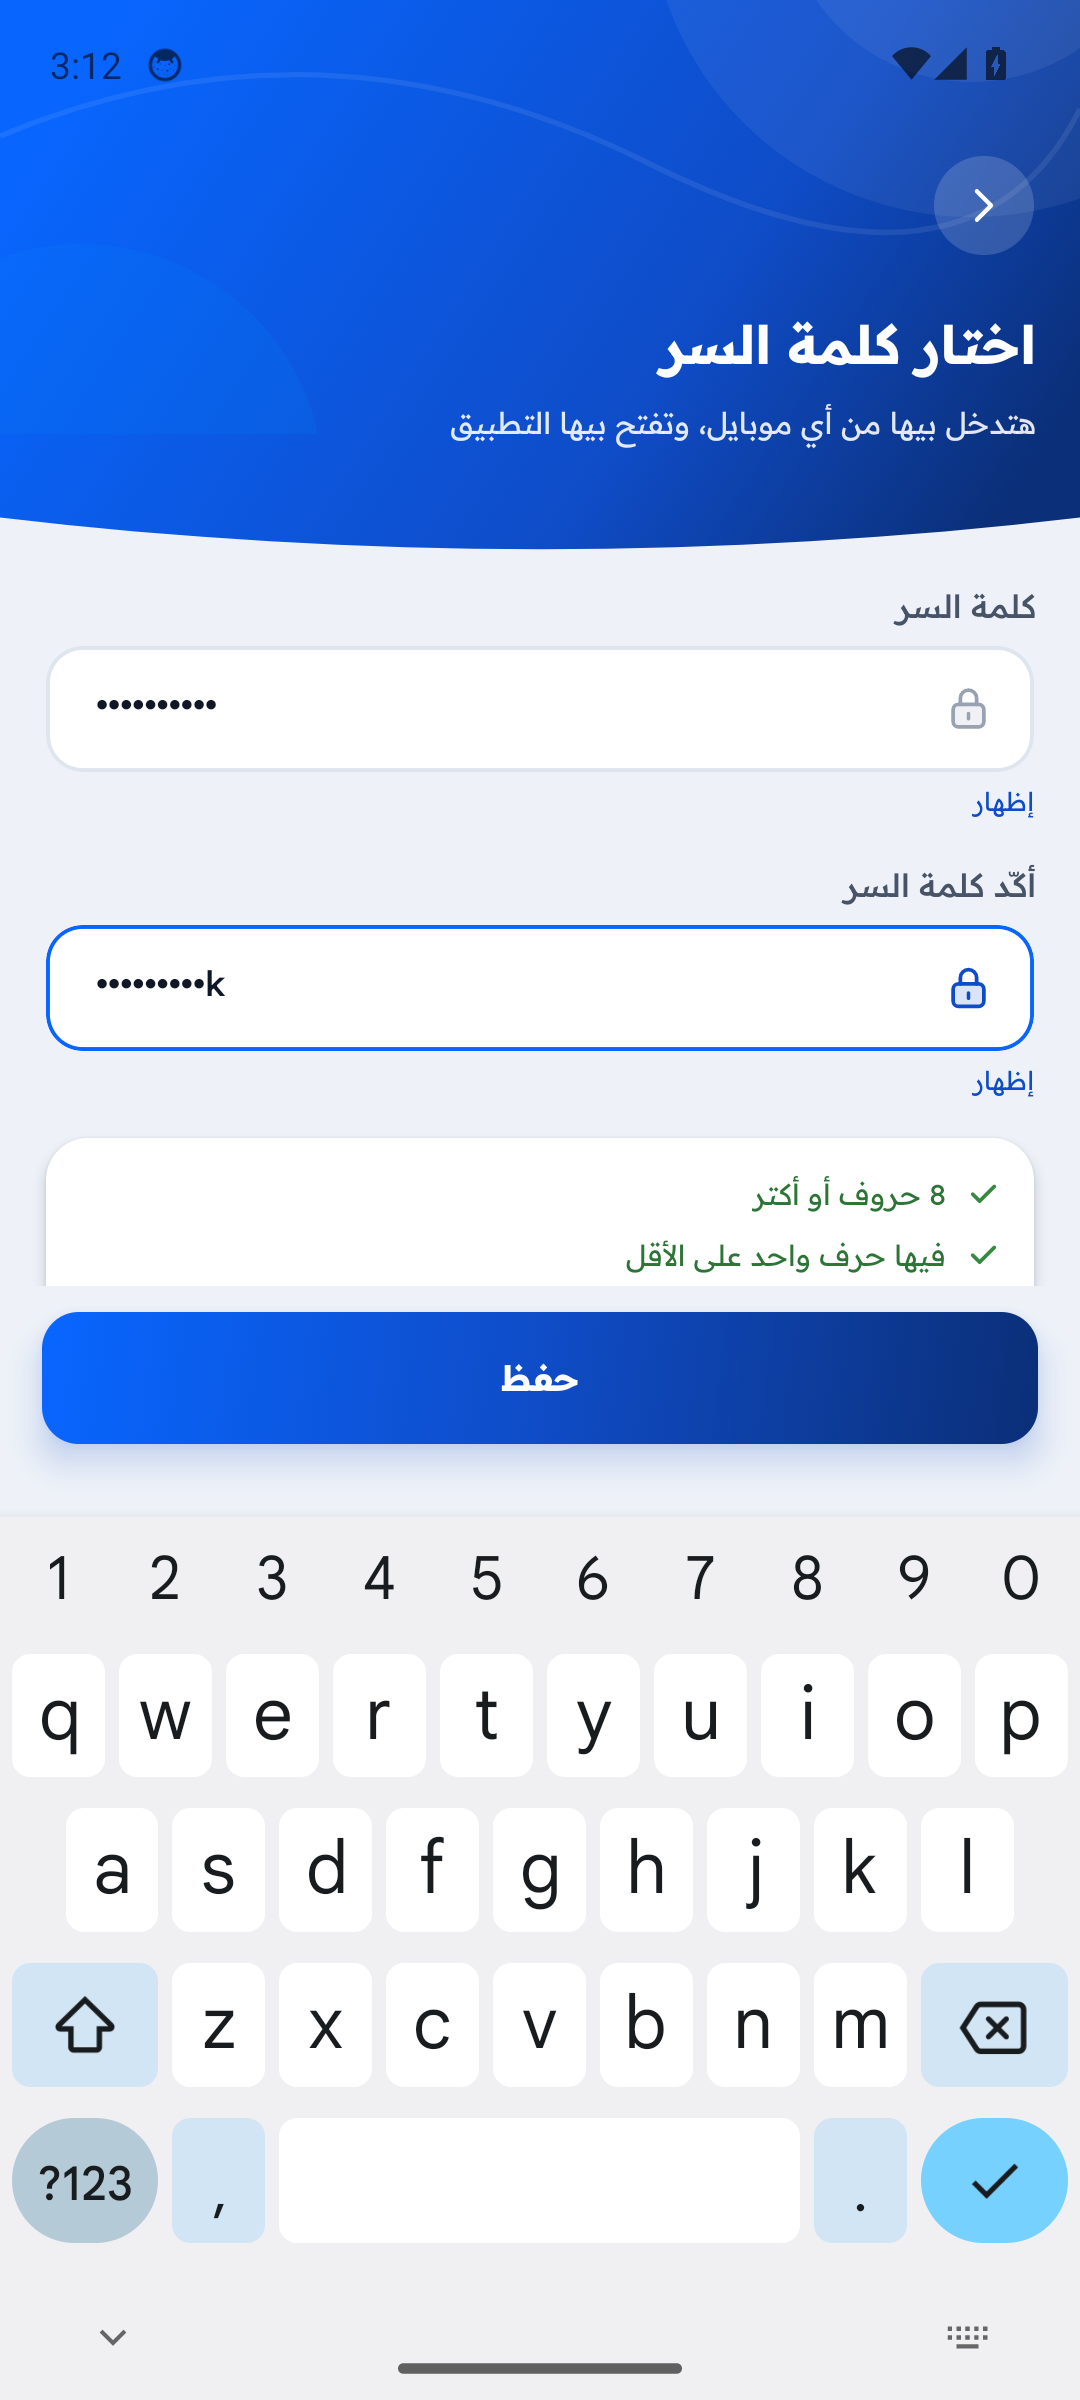 3:12
اختار كلمة السر
هتدخل بيها من أي موبايل، وتفتح بيها التطبيق
كلمة السر
••••••••••
إظهار
أكّد كلمة السر
•••••••••k
إظهار
8 حروف أو أكتر
فيها حرف واحد على الأقل
حفظ
1 2 3 4 5 6 7 8 9 0
q w e r t y u i o p
a s d f g h j k l
z x c v b n m
?123 , .